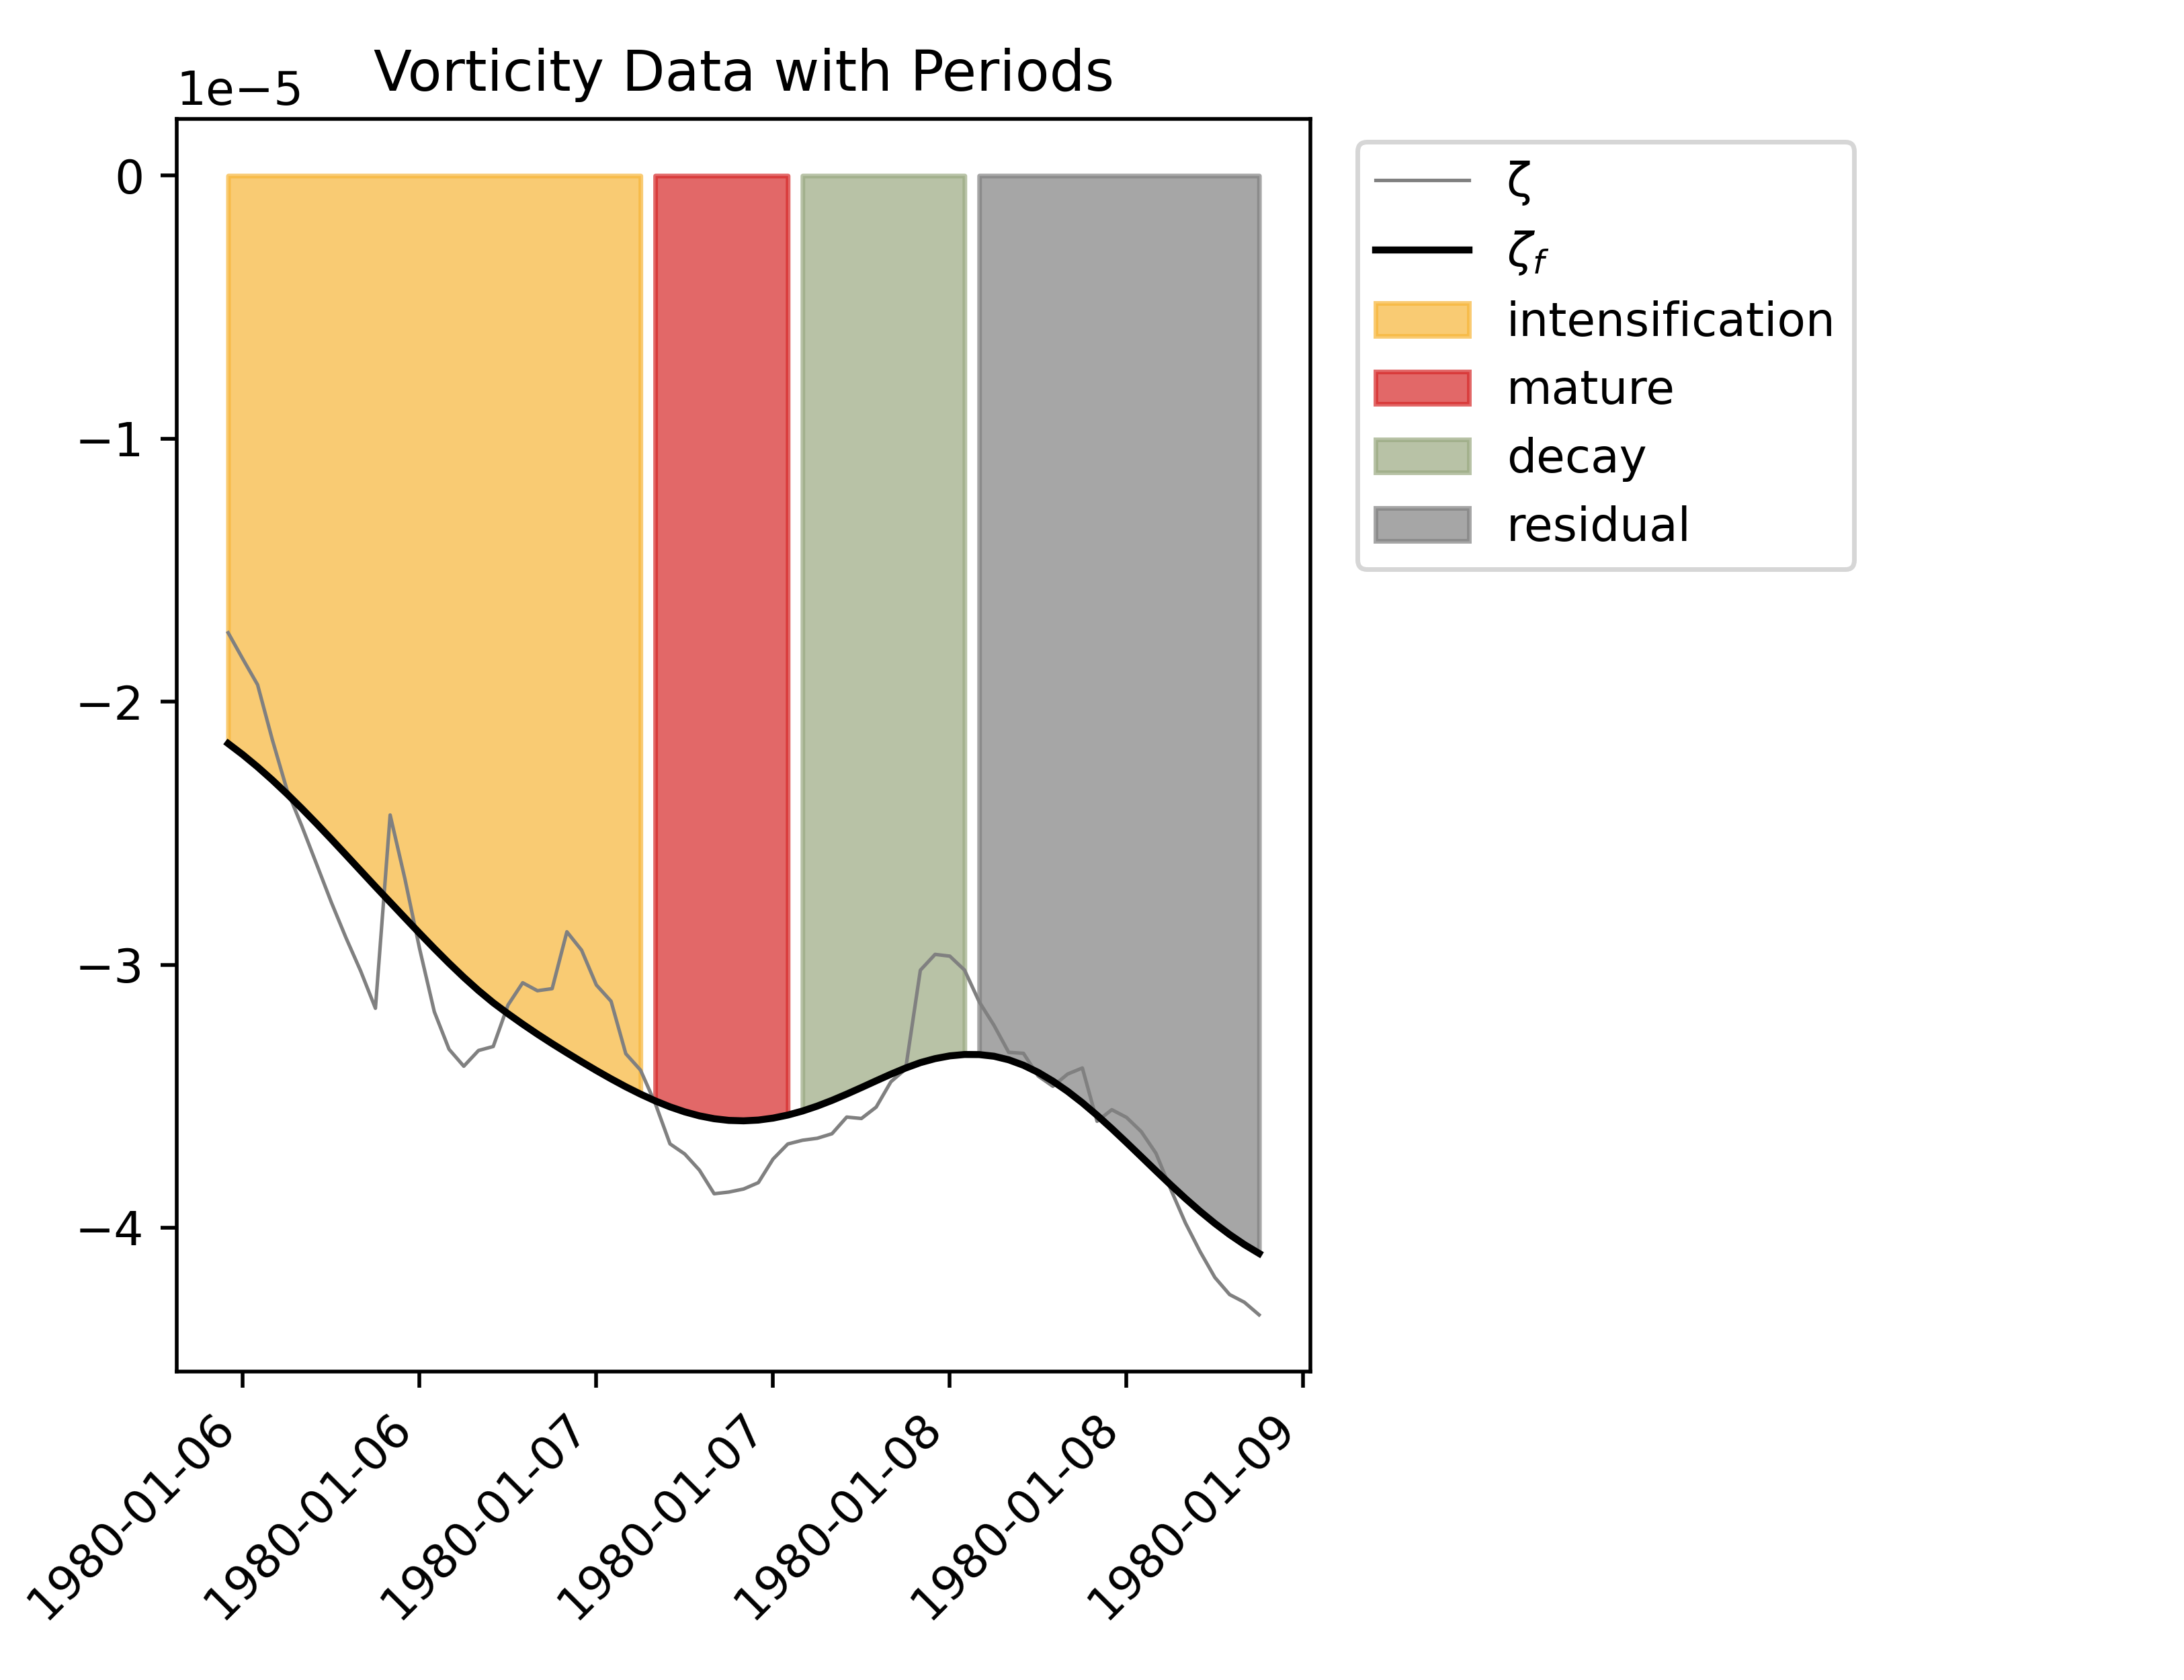 Vorticity Data with Periods
1e−5
0
−1
−2
−3
−4
1980-01-06
1980-01-06
1980-01-07
1980-01-07
1980-01-08
1980-01-08
1980-01-09
ζ
ζf
intensification
mature
decay
residual